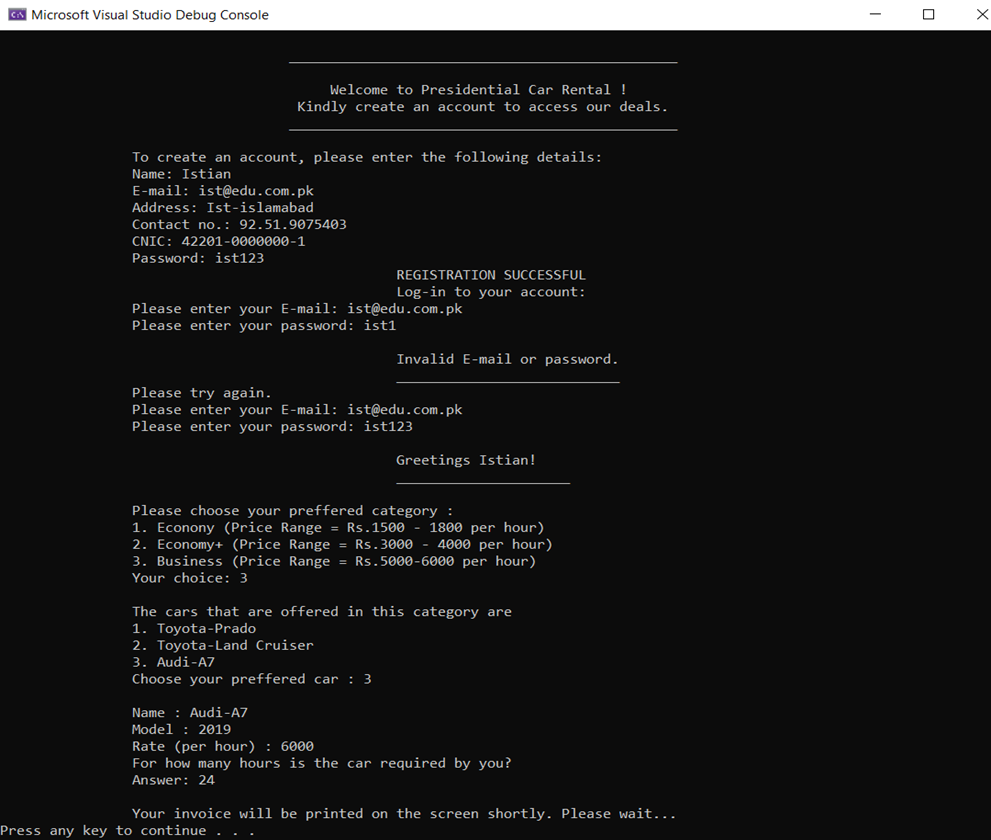 Microsoft Visual Studio Debug Console
Welcome to Presidential Car Rental !
Kindly create an account to access our deals.
To create an account, please enter the following details:
Name: Istian
E-mail: ist@edu.com.pk
Address: Ist-islamabad
Contact no.: 92.51.9075403
CNIC: 42201-0000000-1
Password: ist123
REGISTRATION SUCCESSFUL
Log-in to your account:
Please enter your E-mail: ist@edu.com.pk
Please enter your password: ist1
Invalid E-mail or password.
Please try again.
Please enter your E-mail: ist@edu.com.pk
Please enter your password: ist123
Greetings Istian!
Please choose your preffered category :
1. Econony (Price Range = Rs.1500 - 1800 per hour)
2. Economy+ (Price Range = Rs.3000 - 4000 per hour)
3. Business (Price Range = Rs.5000-6000 per hour)
Your choice: 3
The cars that are offered in this category are
1. Toyota-Prado
2. Toyota-Land Cruiser
3. Audi-A7
Choose your preffered car : 3
Name : Audi-A7
Model : 2019
Rate (per hour) : 6000
For how many hours is the car required by you?
Answer: 24
Your invoice will be printed on the screen shortly. Please wait...
Press any key to continue . . .